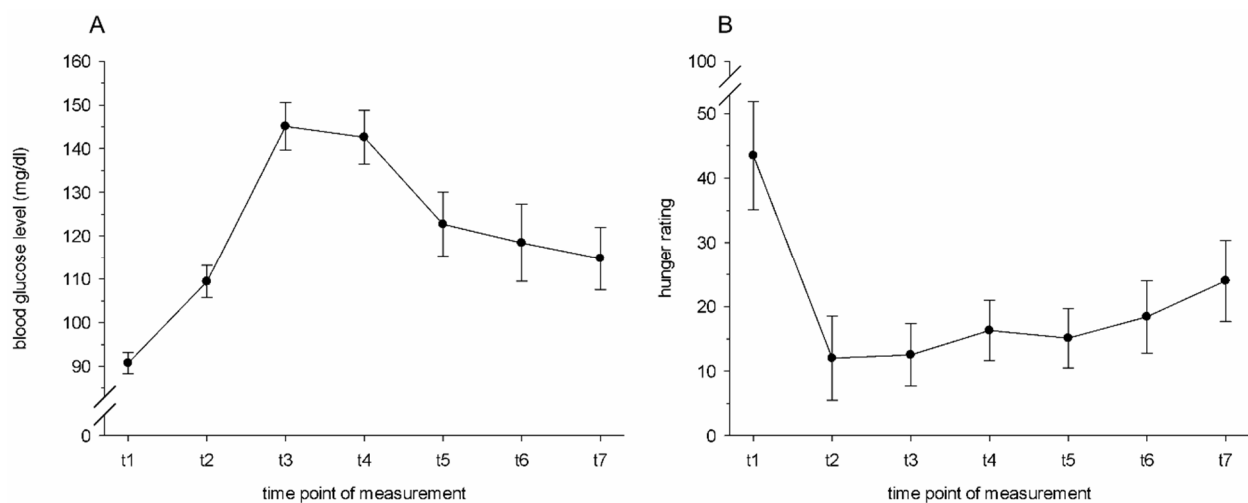 A
blood glucose level (mg/dl)
160
150
140
130
120
110
100
90
0
t1 t2 t3 t4 t5 t6 t7
time point of measurement
B
hunger rating
100
50
40
30
20
10
0
t1 t2 t3 t4 t5 t6 t7
time point of measurement